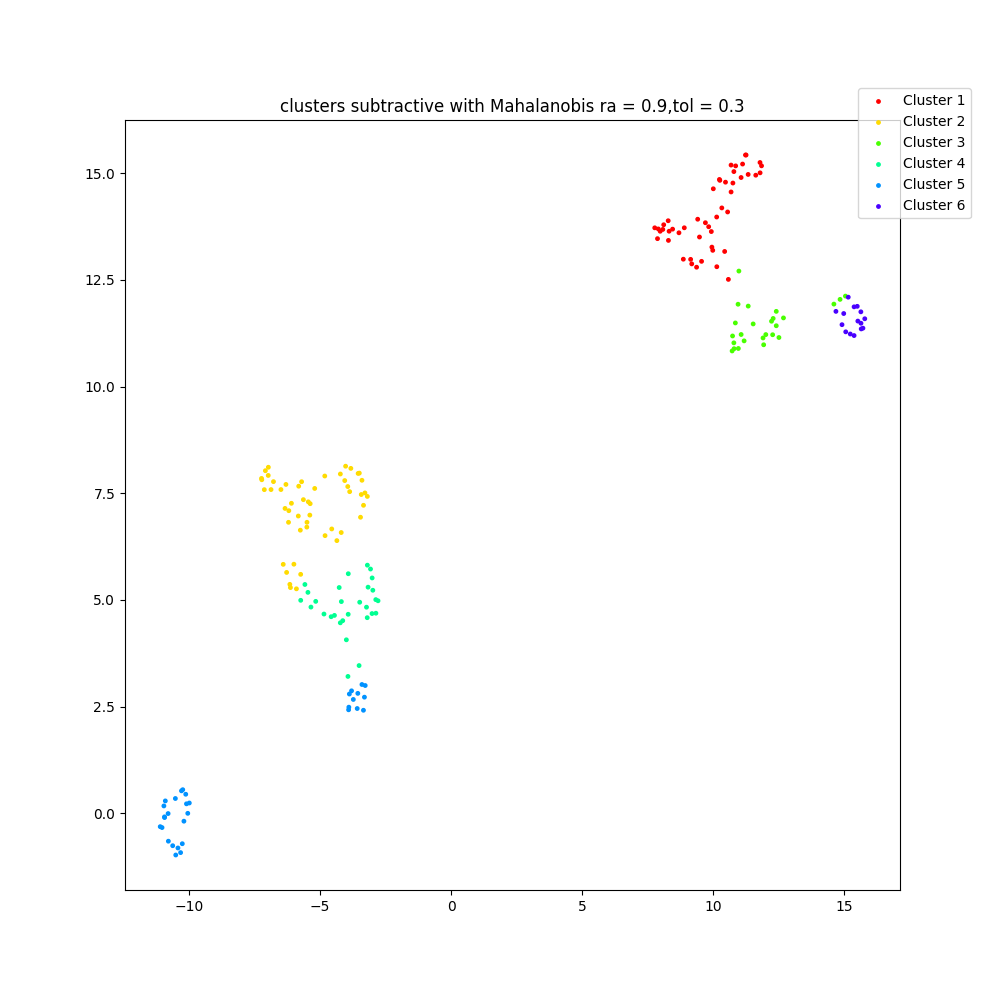 clusters subtractive with Mahalanobis ra = 0.9,tol = 0.3
Cluster 1
Cluster 2
Cluster 3
Cluster 4
Cluster 5
Cluster 6
15.0
12.5
10.0
7.5
5.0
2.5
0.0
−10 −5 0 5 10 15